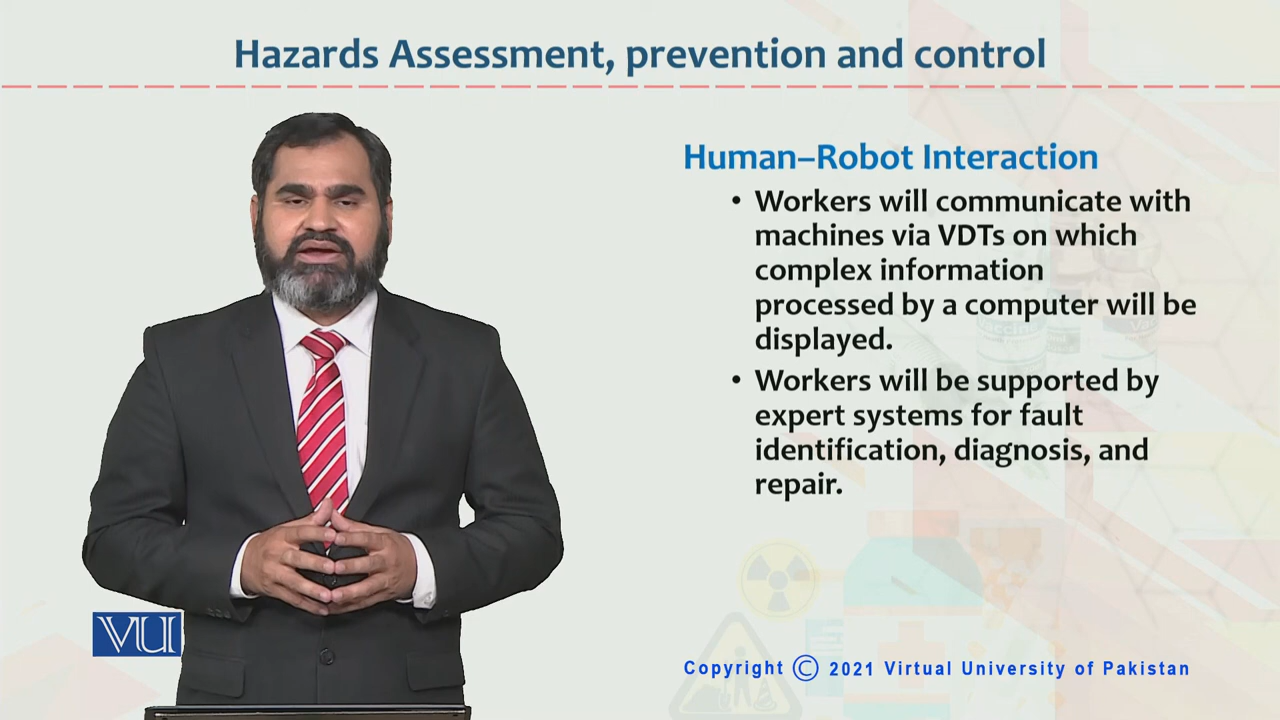 Hazards Assessment, prevention and control
Human–Robot Interaction
• Workers will communicate with
machines via VDTs on which
complex information
processed by a computer will be
displayed.
• Workers will be supported by
expert systems for fault
identification, diagnosis, and
repair.
VU
Copyright © 2021 Virtual University of Pakistan